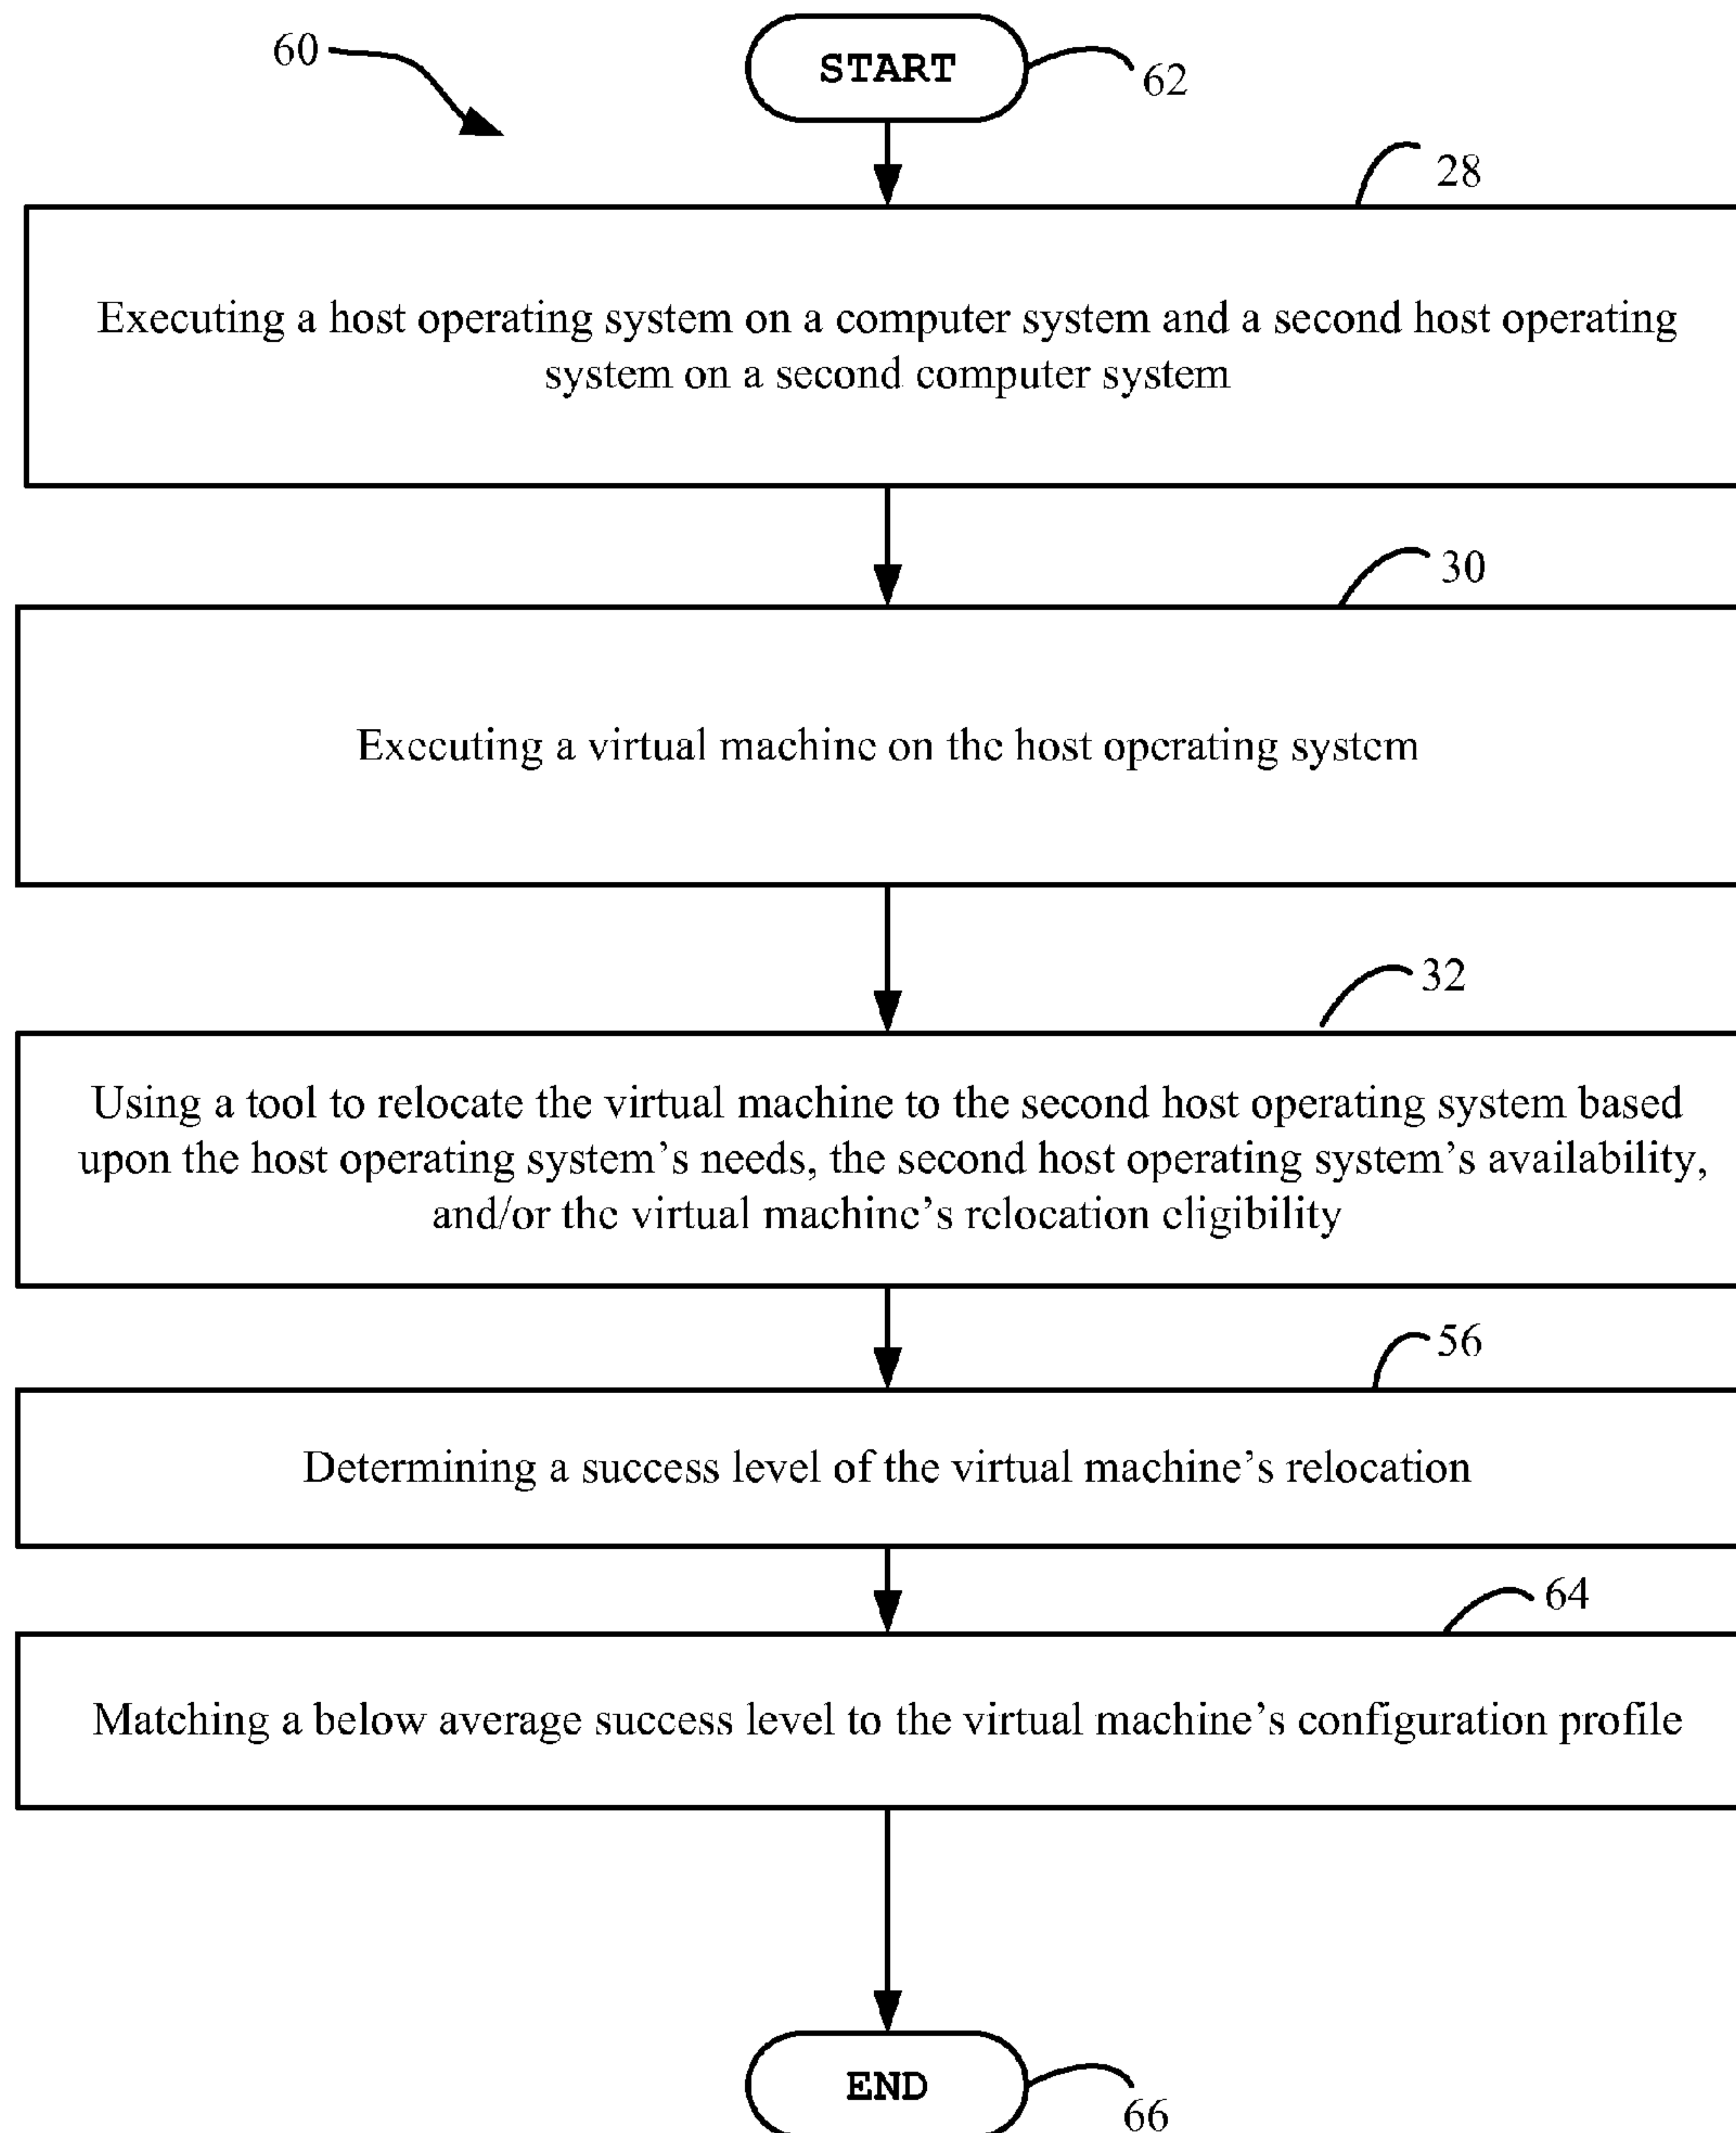 60
START
62
28
Executing a host operating system on a computer system and a second host operating
system on a second computer system
30
Executing a virtual machine on the host operating system
32
Using a tool to relocate the virtual machine to the second host operating system based
upon the host operating system’s needs, the second host operating system’s availability,
and/or the virtual machine’s relocation eligibility
56
Determining a success level of the virtual machine’s relocation
64
Matching a below average success level to the virtual machine’s configuration profile
END
66